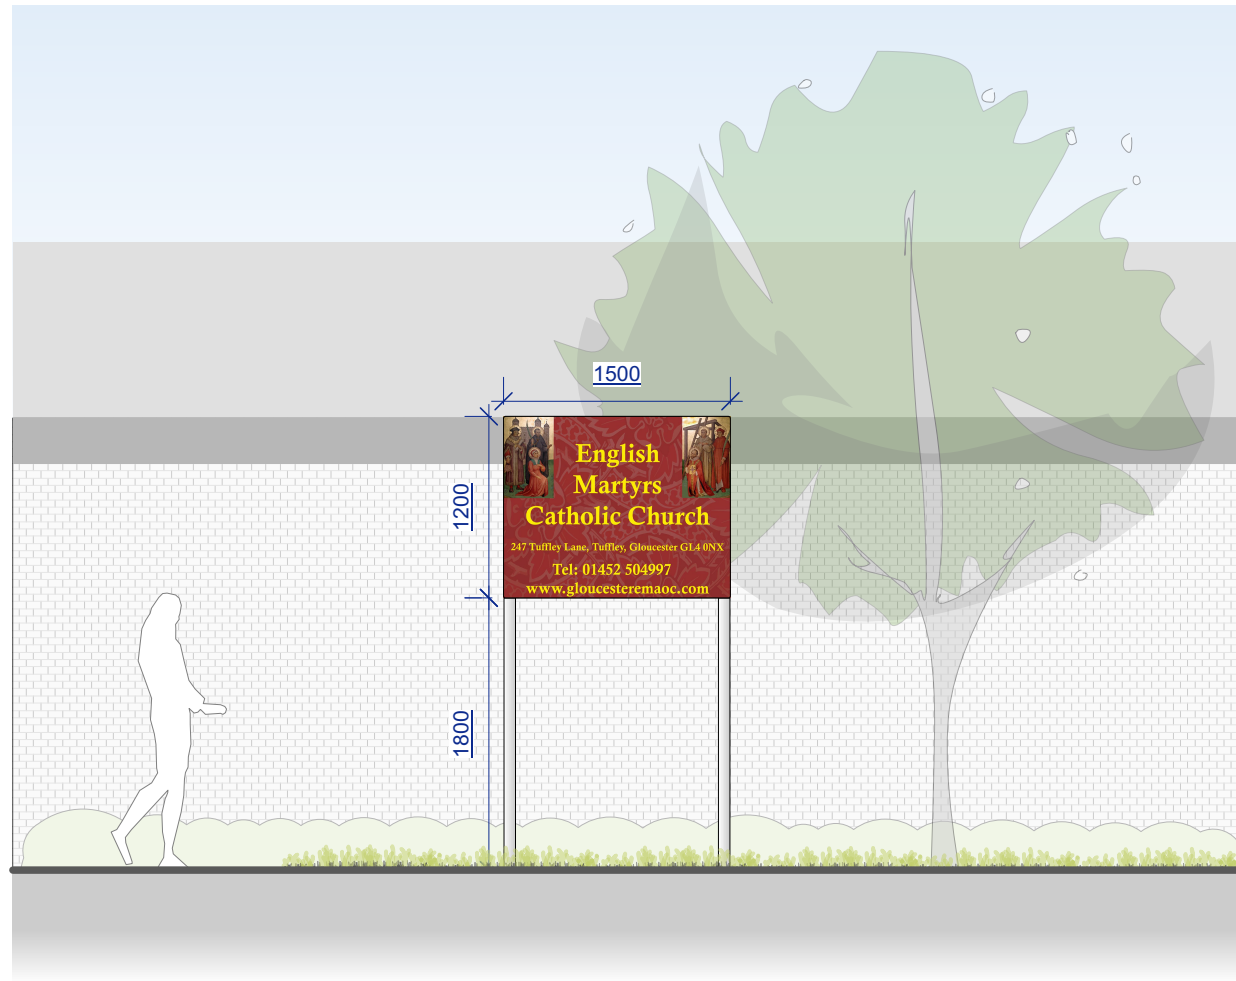 1500
1200
1800
English
Martyrs
Catholic Church
247 Tuffley Lane, Tuffley, Gloucester GL4 0NX
Tel: 01452 504997
www.gloucesteremaoc.com